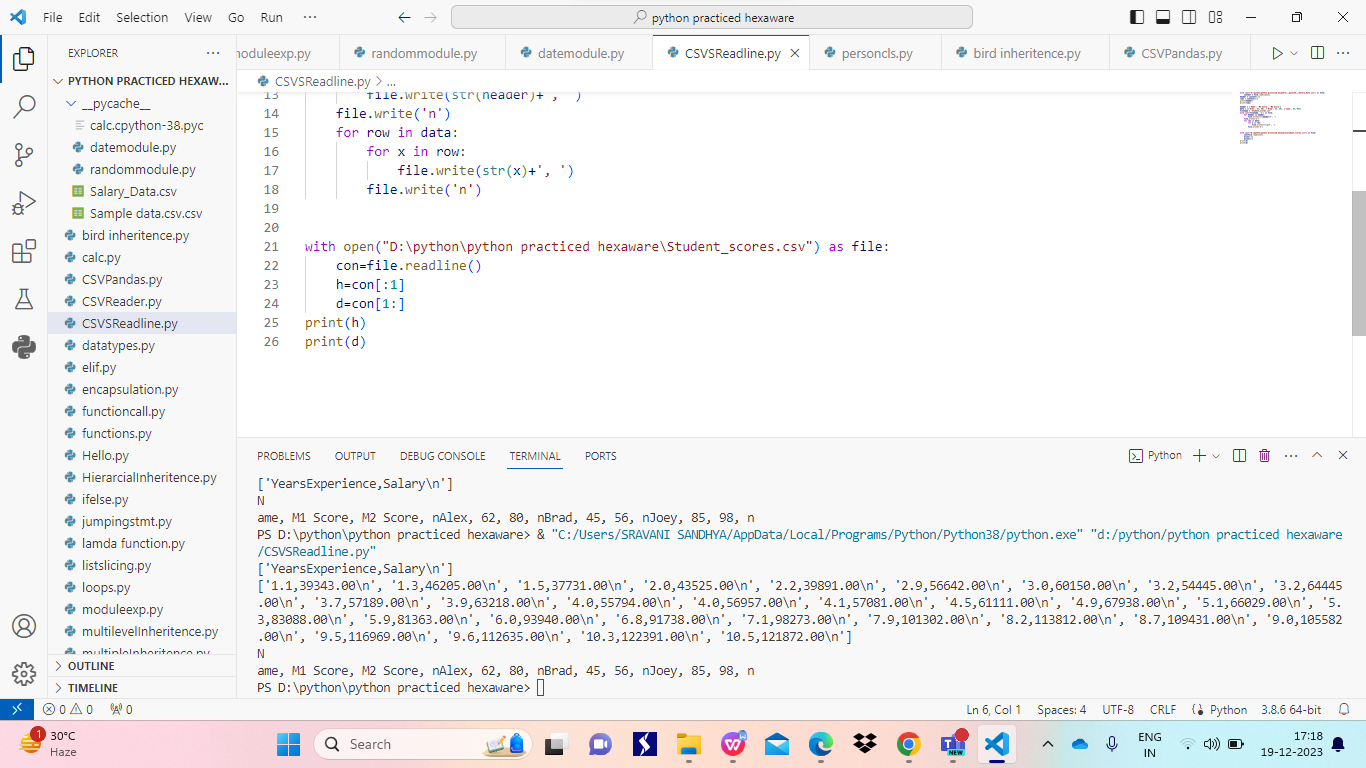 File Edit Selection View Go Run ··· python practiced hexaware
EXPLORER ···
PYTHON PRACTICED HEXAW...
__pycache__
calc.cpython-38.pyc
datemodule.py
randommodule.py
Salary_Data.csv
Sample data.csv.csv
bird inheritence.py
calc.py
CSVPandas.py
CSVReader.py
CSVSReadline.py
datatypes.py
elif.py
encapsulation.py
functioncall.py
functions.py
Hello.py
HierarcialInheritence.py
ifelse.py
jumpingstmt.py
lamda function.py
listslicing.py
loops.py
moduleexp.py
multilevelInheritence.py
multipleInheritence.py
OUTLINE
TIMELINE
moduleexp.py randommodule.py datemodule.py CSVSReadline.py personcls.py bird inheritence.py CSVPandas.py
CSVSReadline.py > ...
13 file.write(str(header)+', ')
14 file.write('n')
15 for row in data:
16 for x in row:
17 file.write(str(x)+', ')
18 file.write('n')
19
20
21 with open("D:\python\python practiced hexaware\Student_scores.csv") as file:
22 con=file.readline()
23 h=con[:1]
24 d=con[1:]
25 print(h)
26 print(d)
PROBLEMS OUTPUT DEBUG CONSOLE TERMINAL PORTS Python
['YearsExperience,Salary\n']
N
ame, M1 Score, M2 Score, nAlex, 62, 80, nBrad, 45, 56, nJoey, 85, 98, n
PS D:\python\python practiced hexaware> & "C:/Users/SRAVANI SANDHYA/AppData/Local/Programs/Python/Python38/python.exe" "d:/python/python practiced hexaware
/CSVSReadline.py"
['YearsExperience,Salary\n']
['1.1,39343.00\n', '1.3,46205.00\n', '1.5,37731.00\n', '2.0,43525.00\n', '2.2,39891.00\n', '2.9,56642.00\n', '3.0,60150.00\n', '3.2,54445.00\n', '3.2,64445
.00\n', '3.7,57189.00\n', '3.9,63218.00\n', '4.0,55794.00\n', '4.0,56957.00\n', '4.1,57081.00\n', '4.5,61111.00\n', '4.9,67938.00\n', '5.1,66029.00\n', '5.
3,83088.00\n', '5.9,81363.00\n', '6.0,93940.00\n', '6.8,91738.00\n', '7.1,98273.00\n', '7.9,101302.00\n', '8.2,113812.00\n', '8.7,109431.00\n', '9.0,105582
.00\n', '9.5,116969.00\n', '9.6,112635.00\n', '10.3,122391.00\n', '10.5,121872.00\n']
N
ame, M1 Score, M2 Score, nAlex, 62, 80, nBrad, 45, 56, nJoey, 85, 98, n
PS D:\python\python practiced hexaware>
0 0 0 Ln 6, Col 1 Spaces: 4 UTF-8 CRLF Python 3.8.6 64-bit
1 30°C
Haze
Search
NEW
ENG
IN
17:18
19-12-2023